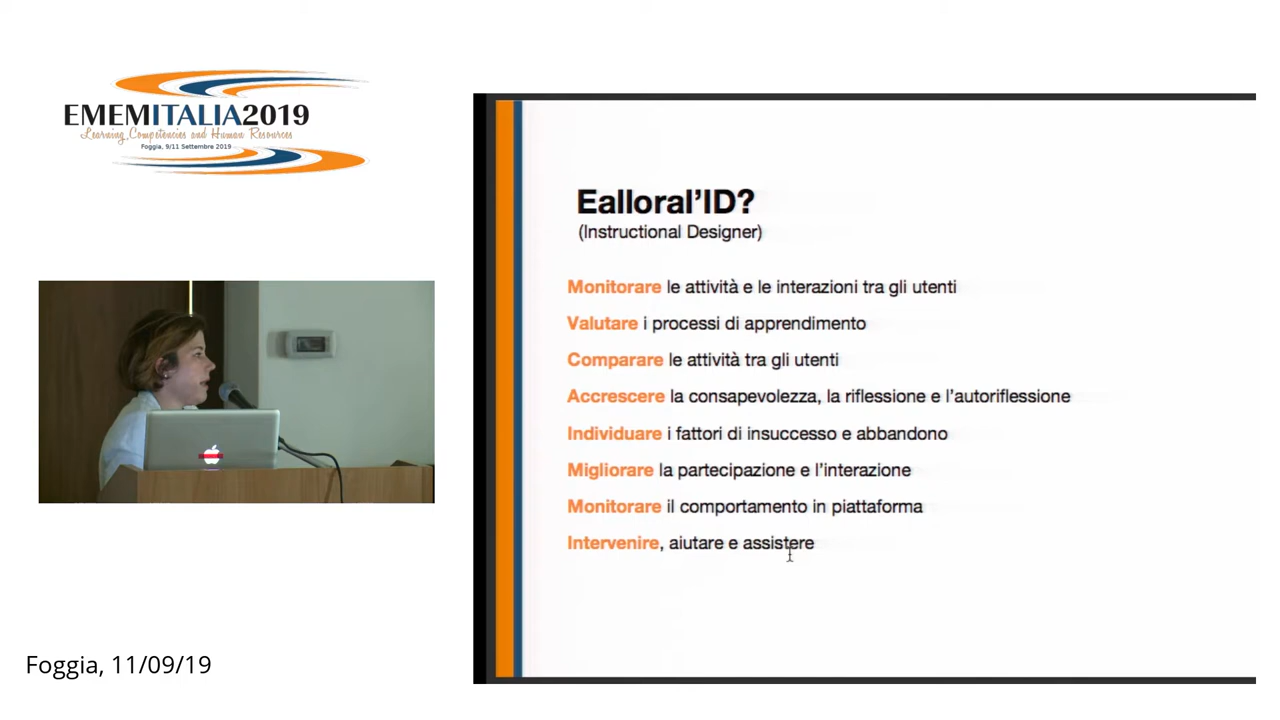 EMEMITALIA2019
Learning, Competencies and Human Resources
Foggia, 9/11 Settembre 2019
Ealloral'ID?
(Instructional Designer)
Monitorare le attività e le interazioni tra gli utenti
Valutare i processi di apprendimento
Comparare le attività tra gli utenti
Accrescere la consapevolezza, la riflessione e l'autoriflessione
Individuare i fattori di insuccesso e abbandono
Migliorare la partecipazione e l'interazione
Monitorare il comportamento in piattaforma
Intervenire, aiutare e assistere
Foggia, 11/09/19